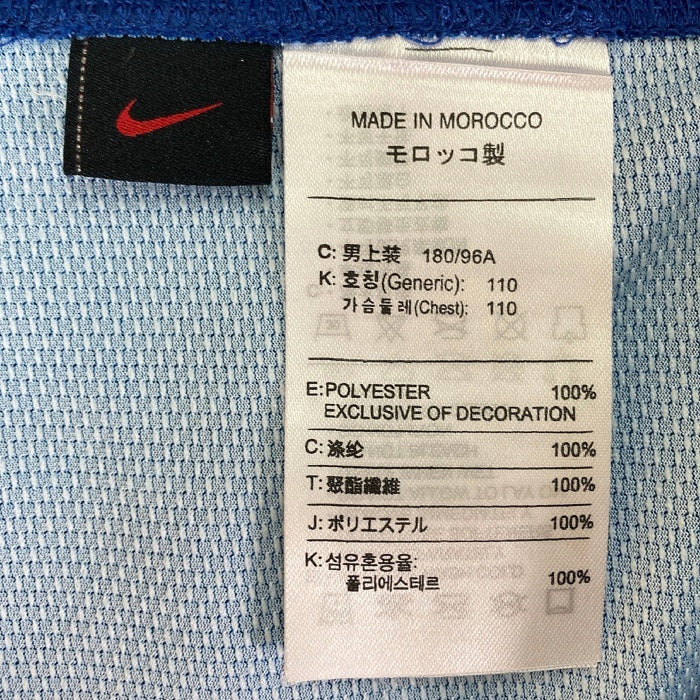 MADE IN MOROCCO
モロッコ製
C: 男上装 180/96A
K: 호칭(Generic): 110
가슴둘레(Chest): 110
E:POLYESTER 100%
EXCLUSIVE OF DECORATION
C: 涤纶 100%
T: 聚酯纖維 100%
J: ポリエステル 100%
K: 섬유혼용율:
폴리에스테르 100%